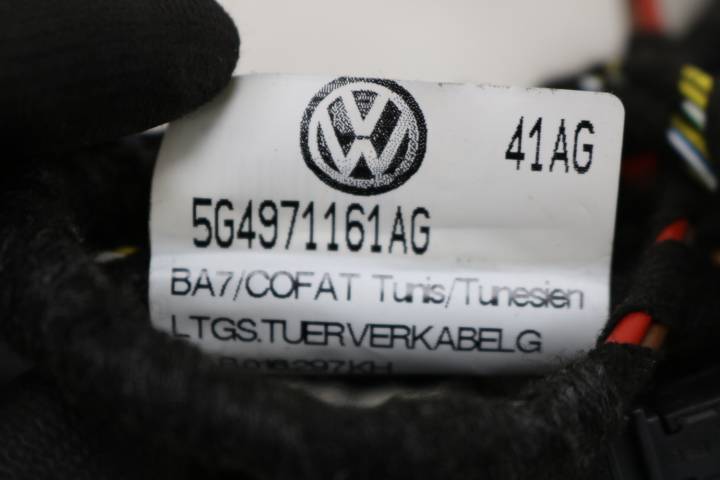 VW
41AG
5G4971161AG
BA7/COFAT Tunis/Tunesien
LTGS.TUERVERKABELG